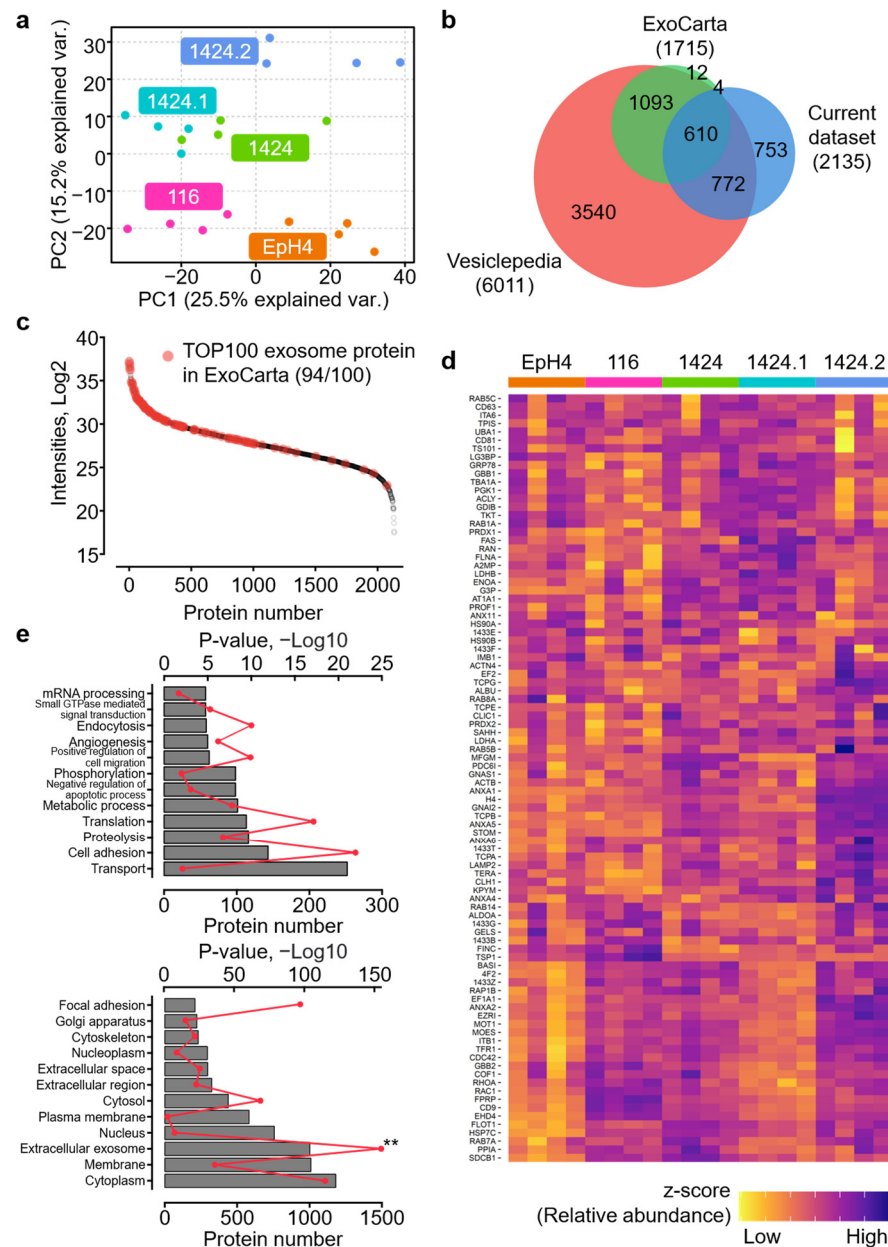 a
1424.2
1424.1
1424
116
EpH4
30
20
10
0
−10
−20
PC2 (15.2% explained var.)
−20
0
20
40
PC1 (25.5% explained var.)
b
ExoCarta
(1715)
12
4
1093
610
753
772
3540
Current
dataset
(2135)
Vesiclepedia
(6011)
c
TOP100 exosome protein
in ExoCarta (94/100)
40
35
30
25
20
15
Intensities, Log2
0
500
1000
1500
2000
Protein number
d
EpH4
116
1424
1424.1
1424.2
RAB5C
CD63
ITA6
TPIS
UBA1
CD81
TS101
LG3BP
GRP78
GBB1
TBA1A
PGK1
ACLY
GDIB
TKT
RAB1A
PRDX1
FAS
RAN
FLNA
A2MP
LDHB
ENOA
G3P
AT1A1
PROF1
ANX11
HS90A
1433E
HS90B
1433F
IMB1
ACTN4
EF2
TCPG
ALBU
RAB8A
TCPE
CLIC1
PRDX2
SAHH
LDHA
RAB5B
MFGM
PDC6I
GNAS1
ACTB
ANXA1
H4
GNAI2
TCPB
ANXA5
STOM
ANXA6
1433T
TCPA
LAMP2
TERA
CLH1
KPYM
ANXA4
RAB14
ALDOA
1433G
GELS
1433B
FINC
TSP1
BASI
4F2
1433Z
RAP1B
EF1A1
ANXA2
EZRI
MOT1
MOES
ITB1
TFR1
CDC42
GBB2
COF1
RHOA
RAC1
FPRP
CD9
EHD4
FLOT1
HSP7C
RAB7A
PPIA
SDCB1
z-score
(Relative abundance)
Low
High
e
P-value, −Log10
0
5
10
15
20
25
mRNA processing
Small GTPase mediated
signal transduction
Endocytosis
Angiogenesis
Positive regulation of
cell migration
Phosphorylation
Negative regulation of
apoptotic process
Metabolic process
Translation
Proteolysis
Cell adhesion
Transport
0
100
200
300
Protein number
P-value, −Log10
0
50
100
150
Focal adhesion
Golgi apparatus
Cytoskeleton
Nucleoplasm
Extracellular space
Extracellular region
Cytosol
Plasma membrane
Nucleus
Extracellular exosome
**
Membrane
Cytoplasm
0
500
1000
1500
Protein number